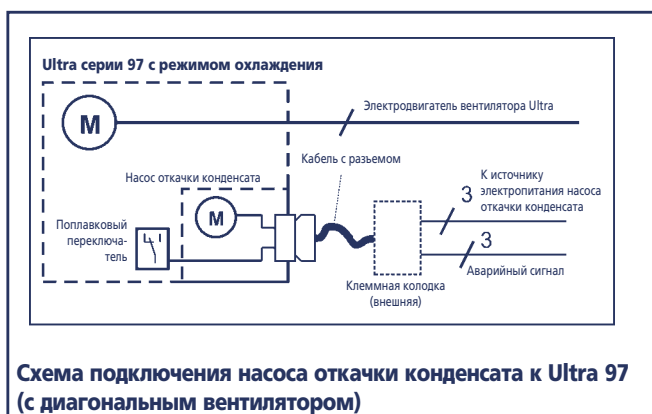 Ultra серии 97 с режимом охлаждения
M
Электродвигатель вентилятора Ultra
Кабель с разъемом
Насос откачки конденсата
M
К источнику
3 электропитания насоса
откачки конденсата
Поплавковый
переключа-
тель
3
Аварийный сигнал
Клеммная колодка
(внешняя)
Схема подключения насоса откачки конденсата к Ultra 97
(с диагональным вентилятором)